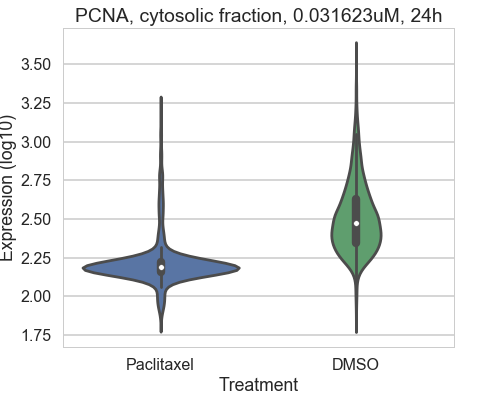 PCNA, cytosolic fraction, 0.031623uM, 24h
Expression (log10)
3.50
3.25
3.00
2.75
2.50
2.25
2.00
1.75
Paclitaxel DMSO
Treatment